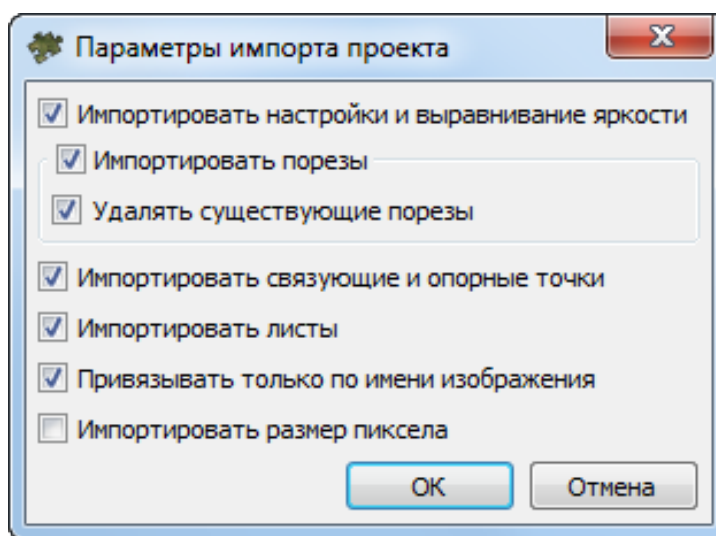 Параметры импорта проекта
Импортировать настройки и выравнивание яркости
Импортировать порезы
Удалять существующие порезы
Импортировать связующие и опорные точки
Импортировать листы
Привязывать только по имени изображения
Импортировать размер пиксела
ОК Отмена